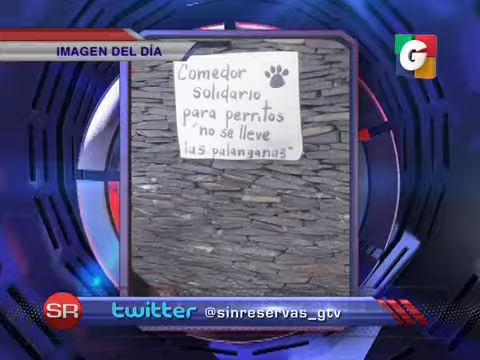 IMAGEN DEL DÍA
G
Comedor
solidario
para perritos
"no se lleve
las palanganas"
SR twitter @sinreservas_gtv